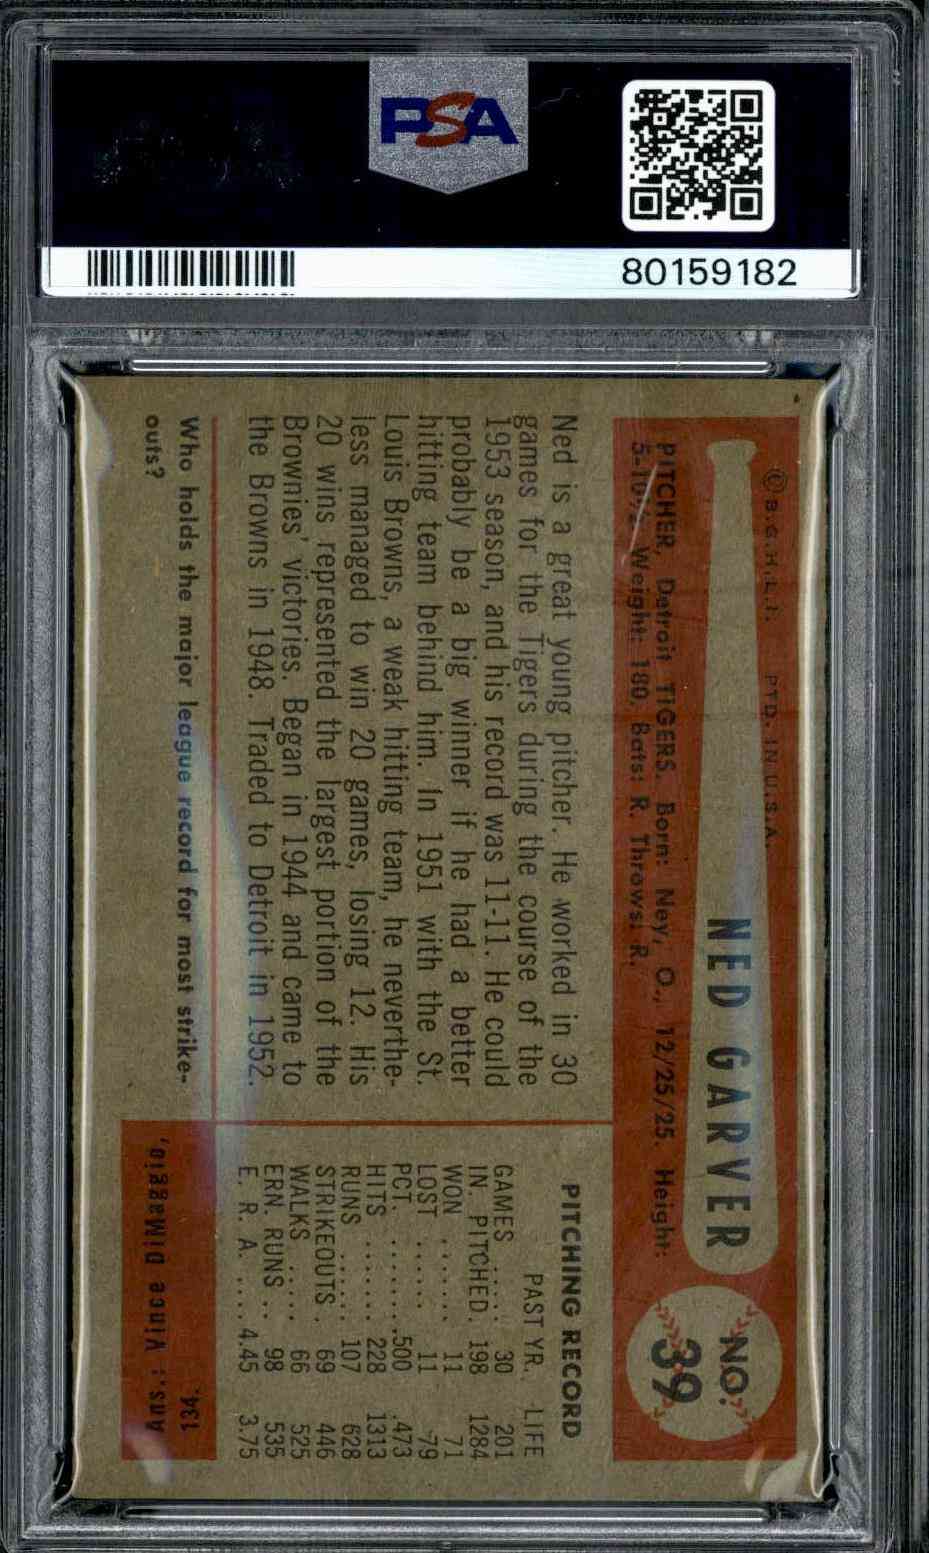 PSA
80159182
© B.G.H.L.I. PTD. IN U.S.A.
NED GARVER
NO.
39
PITCHER, Detroit TIGERS. Born: Ney, O., 12/25/25. Height:
5-10½. Weight: 180. Bats: R. Throws: R.
Ned is a great young pitcher. He worked in 30
games for the Tigers during the course of the
1953 season, and his record was 11-11. He could
probably be a big winner if he had a better
hitting team behind him. In 1951 with the St.
Louis Browns, a weak hitting team, he neverthe-
less managed to win 20 games, losing 12. His
20 wins represented the largest portion of the
Brownies' victories. Began in 1944 and came to
the Browns in 1948. Traded to Detroit in 1952.
PITCHING RECORD
PAST YR. LIFE
GAMES ..... 30 201
IN. PITCHED. 198 1284
WON ....... 11 71
LOST ...... 11 79
PCT. ........500 .473
HITS ....... 228 1313
RUNS ...... 107 628
STRIKEOUTS . 69 446
WALKS ..... 66 525
ERN. RUNS .. 98 535
E. R. A. ....4.45 3.75
Who holds the major league record for most strike-
outs?
Ans.: Vince DiMaggio,
134.